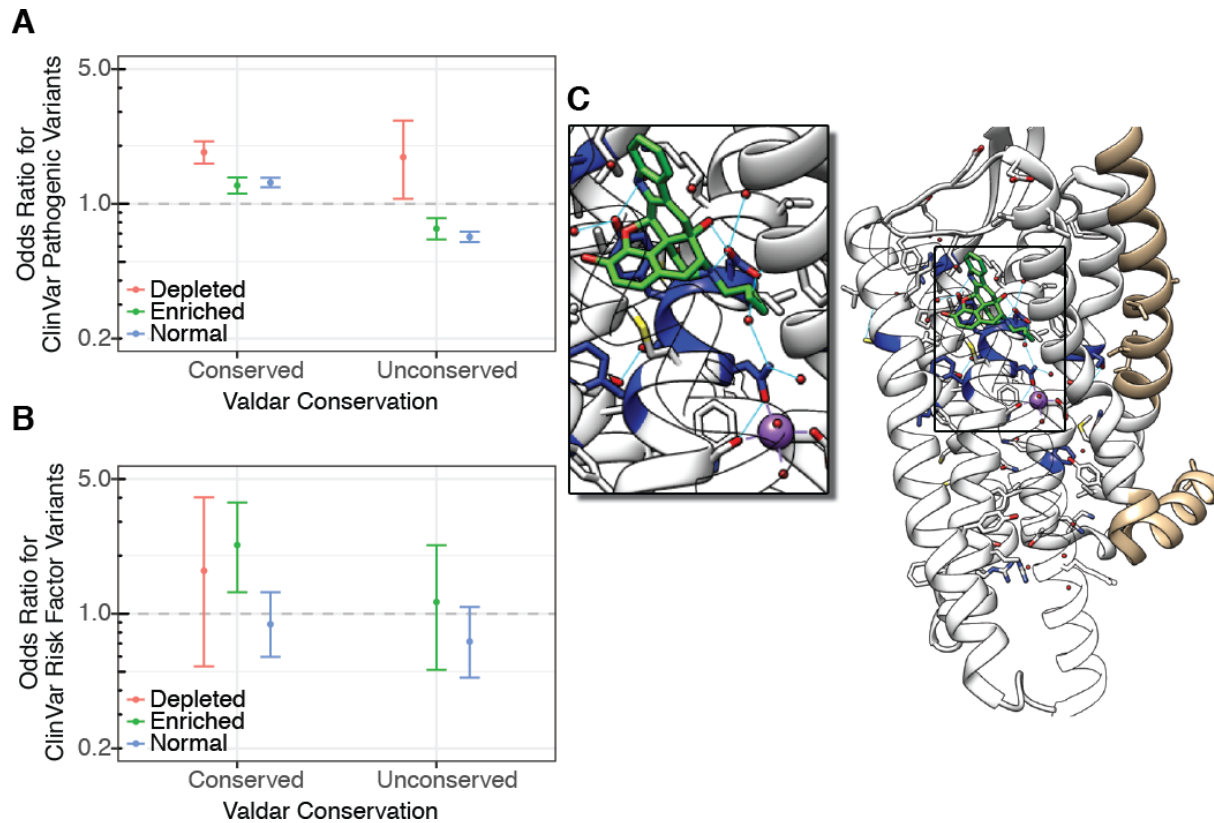 A
Odds Ratio for
ClinVar Pathogenic Variants
5.0
1.0
0.2
Depleted
Enriched
Normal
Conserved
Unconserved
Valdar Conservation
B
Odds Ratio for
ClinVar Risk Factor Variants
5.0
1.0
0.2
Depleted
Enriched
Normal
Conserved
Unconserved
Valdar Conservation
C